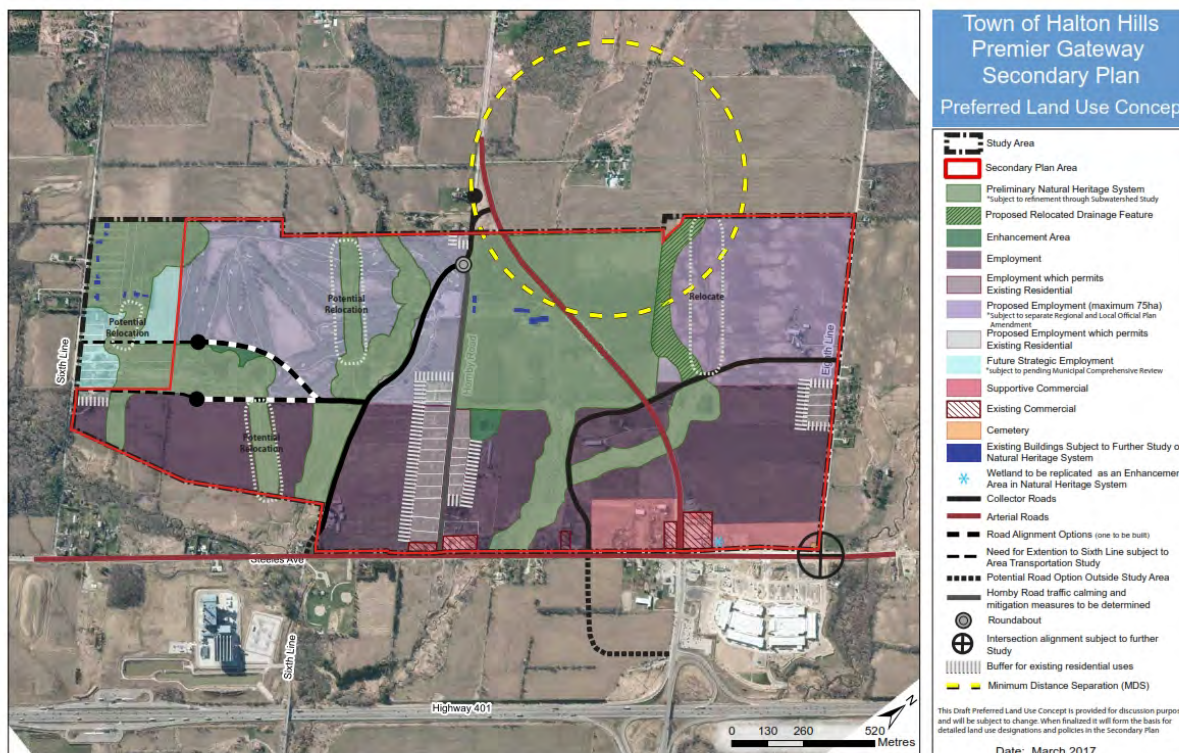 Town of Halton Hills
Premier Gateway
Secondary Plan
Preferred Land Use Concep
Study Area
Secondary Plan Area
Preliminary Natural Heritage System
*Subject to refinement through Subwatershed Study
Proposed Relocated Drainage Feature
Enhancement Area
Employment
Employment which permits
Existing Residential
Proposed Employment (maximum 75ha)
*Subject to separate Regional and Local Official Plan
Amendment
Proposed Employment which permits
Existing Residential
Future Strategic Employment
*subject to pending Municipal Comprehensive Review
Supportive Commercial
Existing Commercial
Cemetery
Existing Buildings Subject to Further Study o
Natural Heritage System
Wetland to be replicated as an Enhancemen
Area in Natural Heritage System
Collector Roads
Arterial Roads
Road Alignment Options (one to be built)
Need for Extention to Sixth Line subject to
Area Transportation Study
Potential Road Option Outside Study Area
Hornby Road traffic calming and
mitigation measures to be determined
Roundabout
Intersection alignment subject to further
Study
Buffer for existing residential uses
Minimum Distance Separation (MDS)
This Draft Preferred Land Use Concept is provided for discussion purpos
and will be subject to change. When finalized it will form the basis for
detailed land use designations and policies in the Secondary Plan
Date: March 2017
Potential
Relocation
Potential
Relocation
Relocate
Potential
Relocation
Sixth Line
Hornby Road
Eighth Line
Steeles Ave
Sixth Line
Highway 401
N
0 130 260 520
Metres